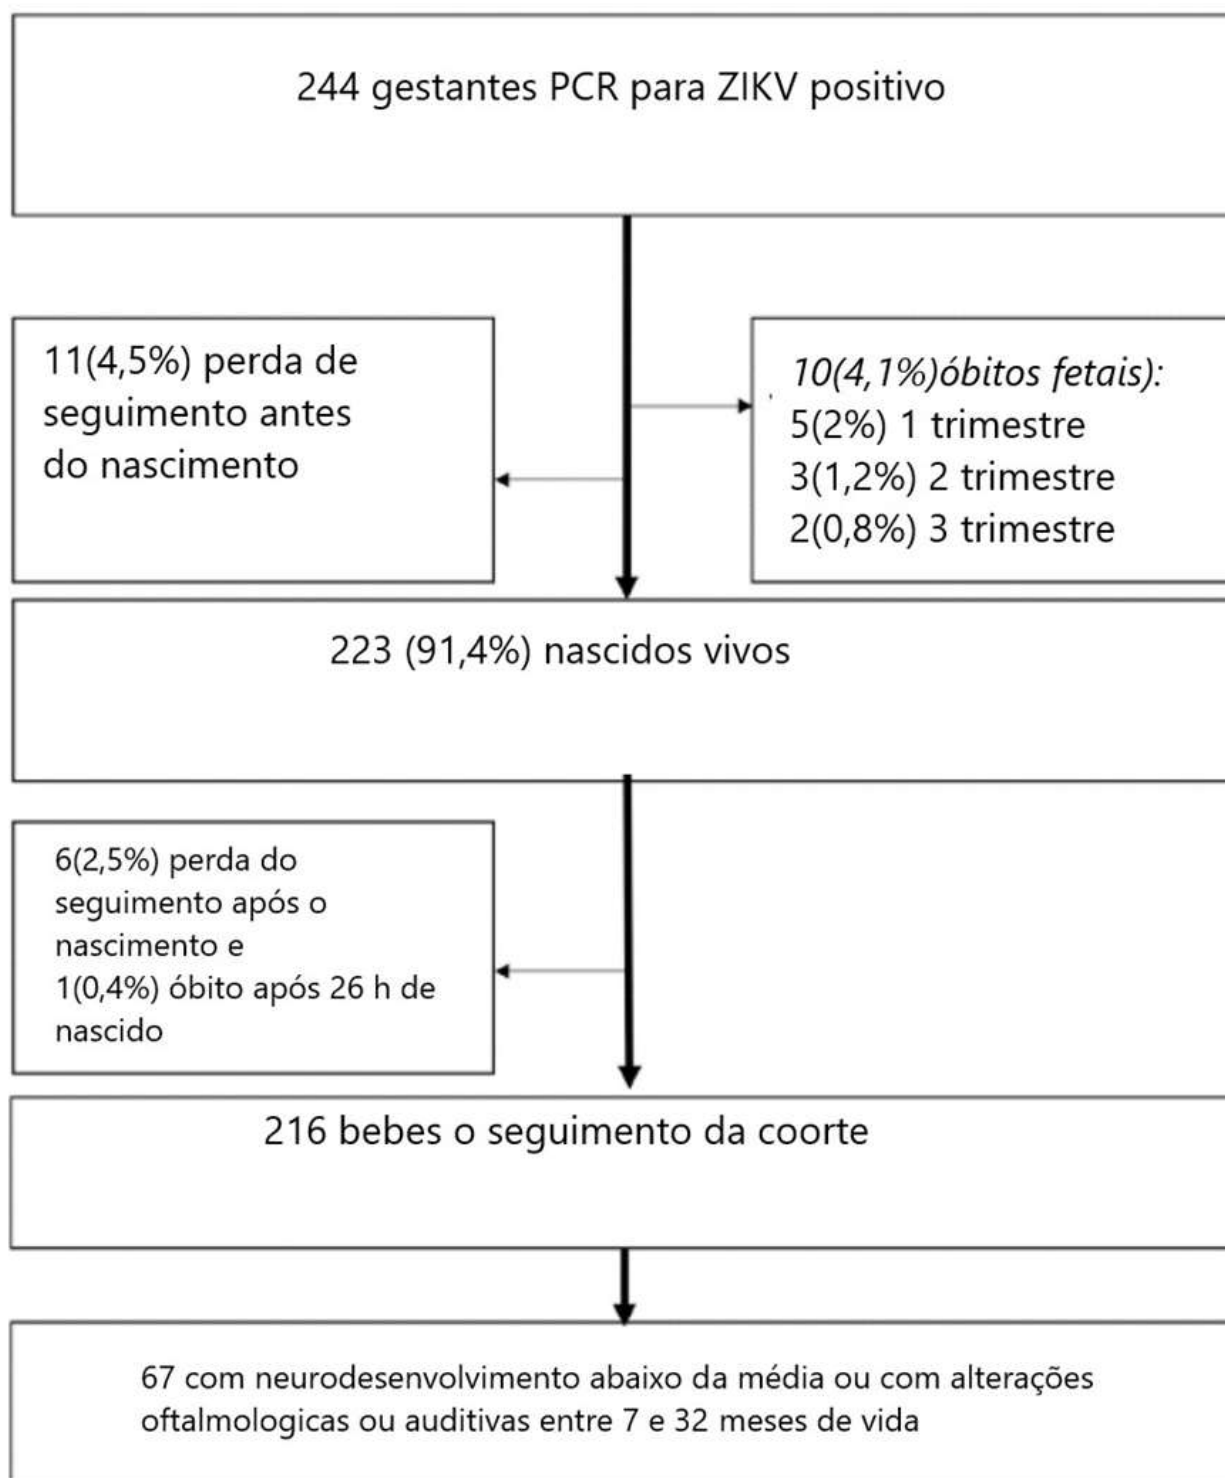 244 gestantes PCR para ZIKV positivo
11(4,5%) perda de
seguimento antes
do nascimento
10(4,1%)óbitos fetais):
5(2%) 1 trimestre
3(1,2%) 2 trimestre
2(0,8%) 3 trimestre
223 (91,4%) nascidos vivos
6(2,5%) perda do
seguimento após o
nascimento e
1(0,4%) óbito após 26 h de
nascido
216 bebes o seguimento da coorte
67 com neurodesenvolvimento abaixo da média ou com alterações
oftalmologicas ou auditivas entre 7 e 32 meses de vida